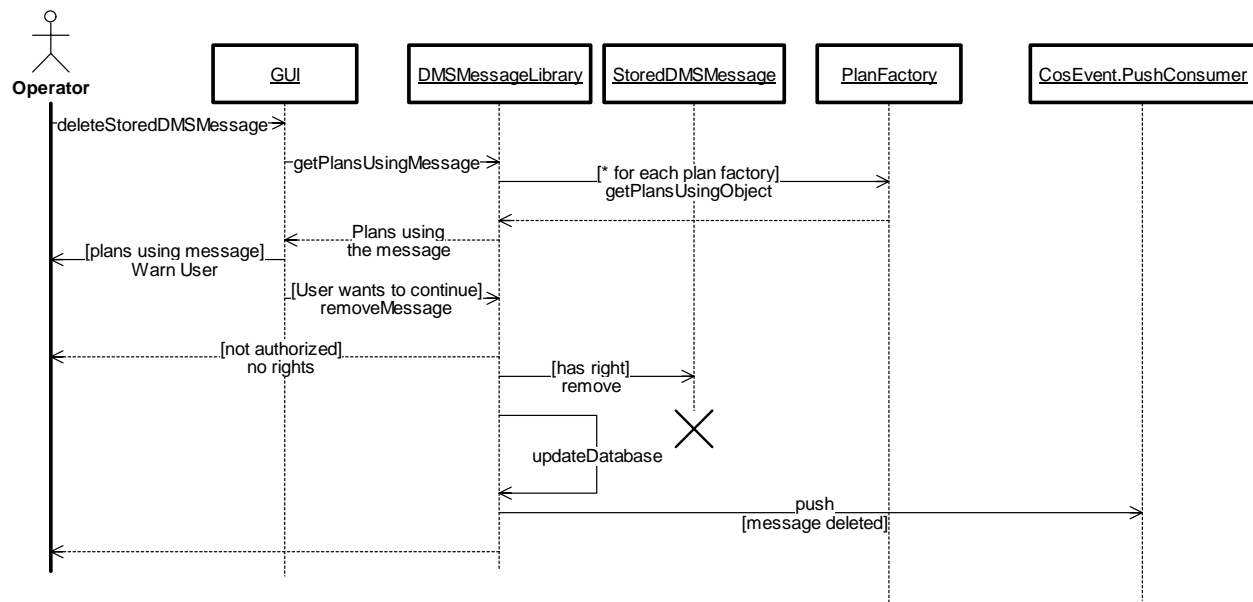 Operator
GUI
DMSMessageLibrary
StoredDMSMessage
PlanFactory
CosEvent.PushConsumer
deleteStoredDMSMessage
getPlansUsingMessage
[* for each plan factory]
getPlansUsingObject
Plans using
the message
[plans using message]
Warn User
[User wants to continue]
removeMessage
[not authorized]
no rights
[has right]
remove
updateDatabase
push
[message deleted]